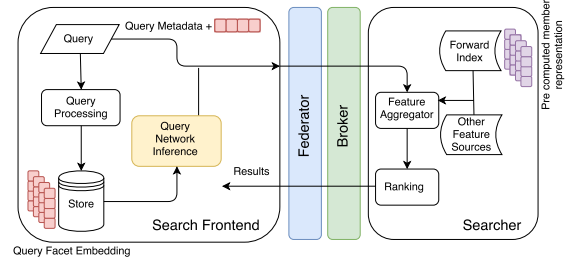 Query Metadata +
Query
Query
Processing
Query
Network
Inference
Store
Search Frontend
Query Facet Embedding
Results
Federator
Broker
Forward
Index
Feature
Aggregator
Other
Feature
Sources
Ranking
Searcher
Pre computed member
representation